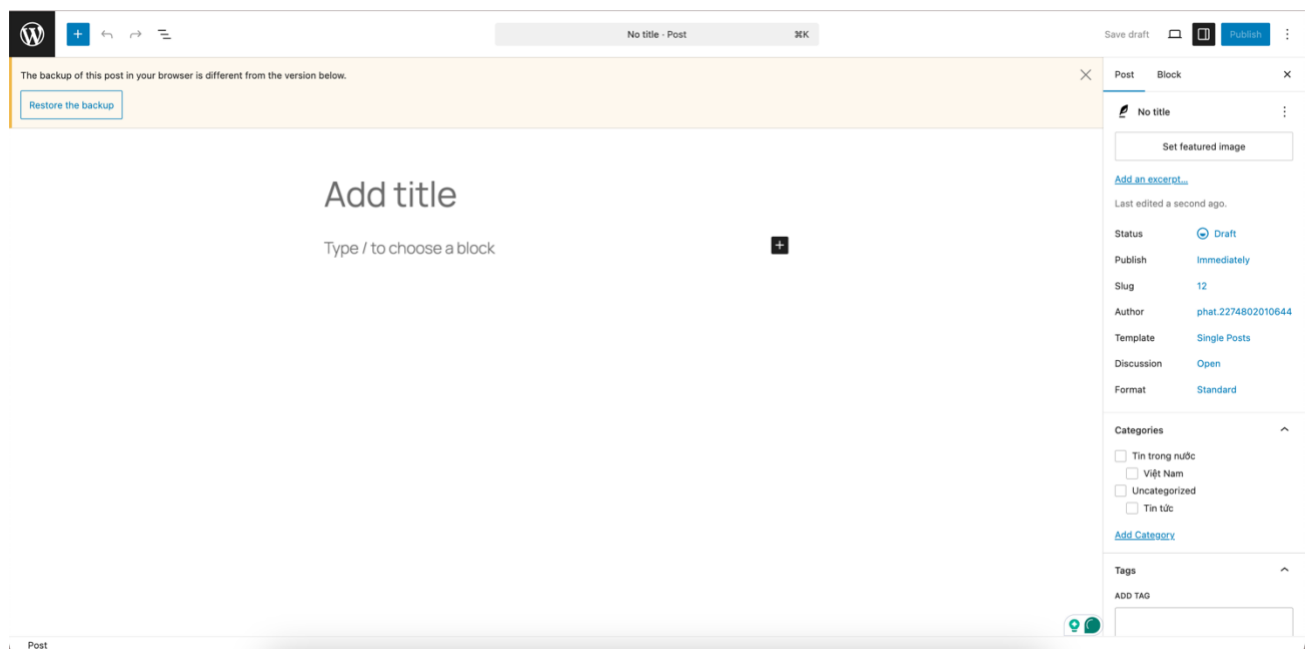 No title · Post
⌘K
Save draft
Publish
The backup of this post in your browser is different from the version below.
Restore the backup
Add title
Type / to choose a block
Post
Block
No title
Set featured image
Add an excerpt...
Last edited a second ago.
Status Draft
Publish Immediately
Slug 12
Author phat.2274802010644
Template Single Posts
Discussion Open
Format Standard
Categories
Tin trong nước
Việt Nam
Uncategorized
Tin tức
Add Category
Tags
ADD TAG
Post